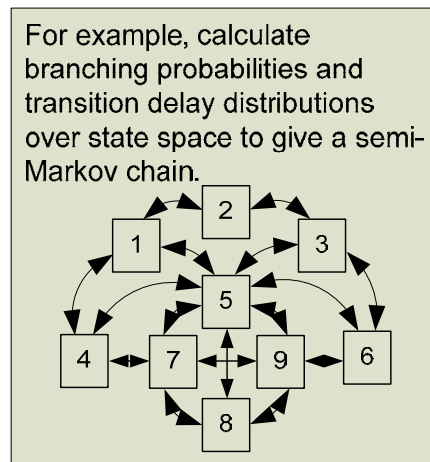 For example, calculate
branching probabilities and
transition delay distributions
over state space to give a semi-
Markov chain.
2
1
3
5
4
7
9
6
8